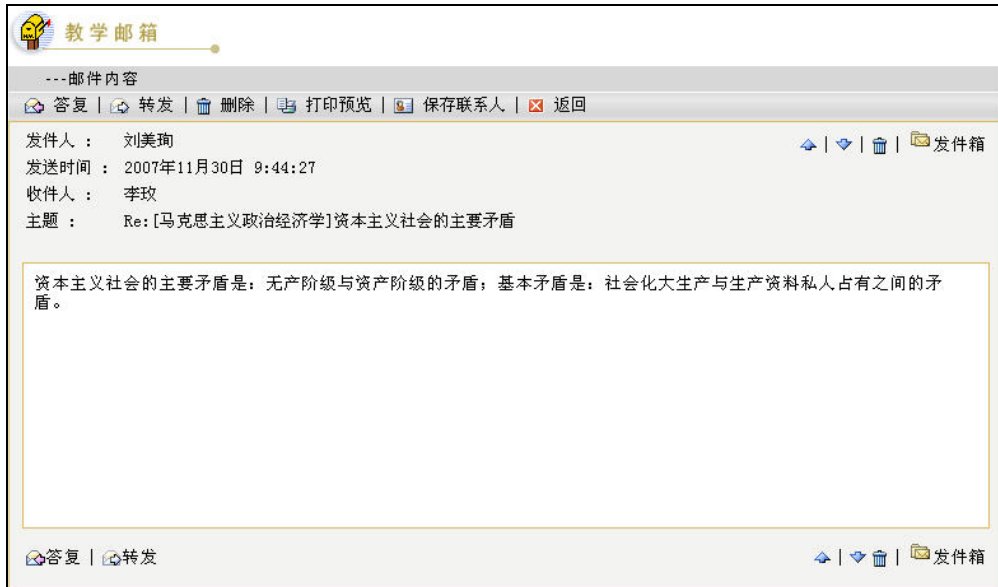 教学邮箱
---邮件内容
答复 | 转发 | 删除 | 打印预览 | 保存联系人 | 返回
发件人 : 刘美珣
| | | 发件箱
发送时间 : 2007年11月30日 9:44:27
收件人 : 李玫
主题 : Re:[马克思主义政治经济学]资本主义社会的主要矛盾
资本主义社会的主要矛盾是：无产阶级与资产阶级的矛盾；基本矛盾是：社会化大生产与生产资料私人占有之间的矛
盾。
答复 | 转发
| | 发件箱